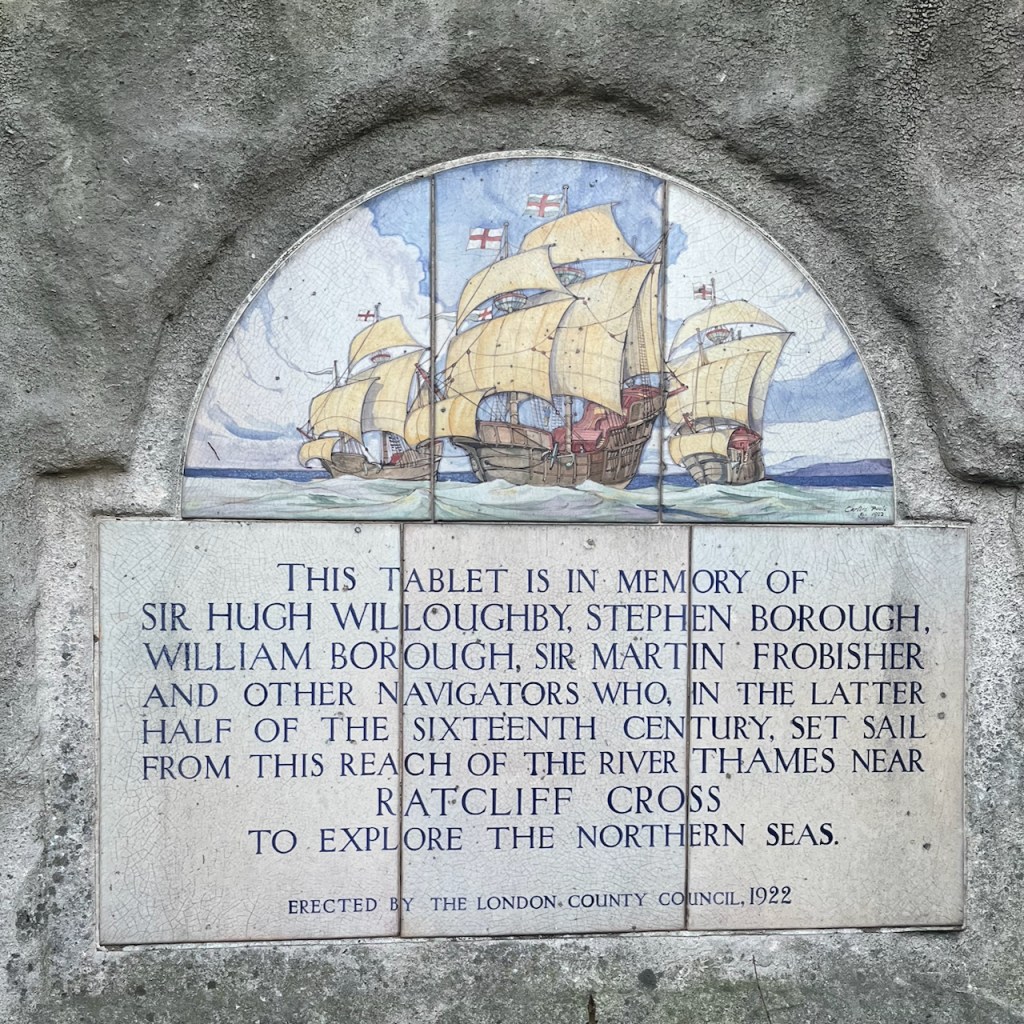 THIS TABLET IS IN MEMORY OF
SIR HUGH WILLOUGHBY, STEPHEN BOROUGH,
WILLIAM BOROUGH, SIR MARTIN FROBISHER
AND OTHER NAVIGATORS WHO, IN THE LATTER
HALF OF THE SIXTEENTH CENTURY, SET SAIL
FROM THIS REACH OF THE RIVER THAMES NEAR
RATCLIFF CROSS
TO EXPLORE THE NORTHERN SEAS.
ERECTED BY THE LONDON COUNTY COUNCIL, 1922